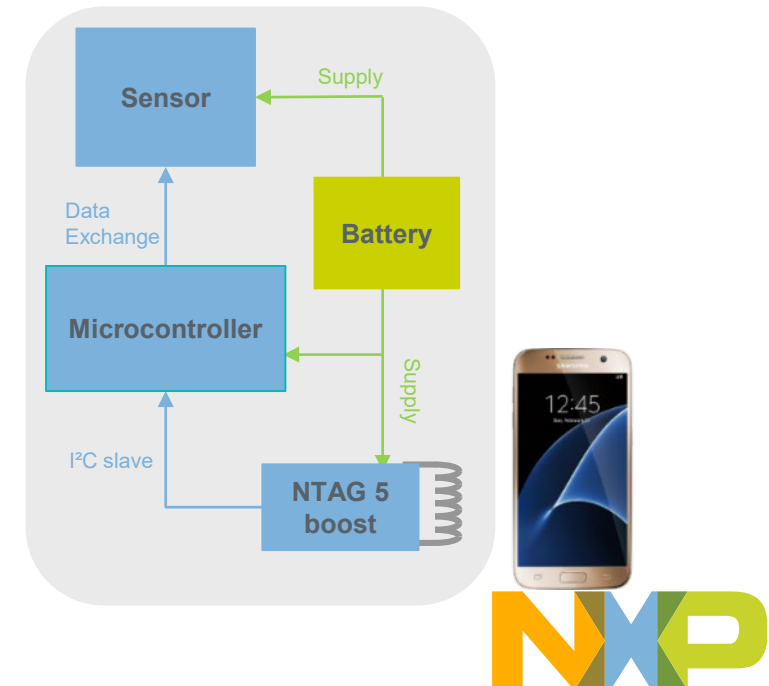 Sensor
Supply
Data
Exchange
Battery
Microcontroller
Supply
I²C slave
NTAG 5
boost
SAMSUNG
12:45
NXP